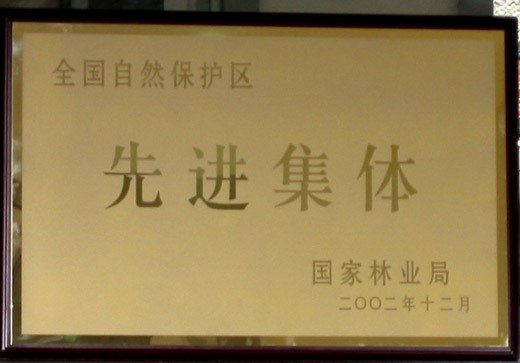 全国自然保护区
先进集体
国家林业局
二〇〇二年十二月